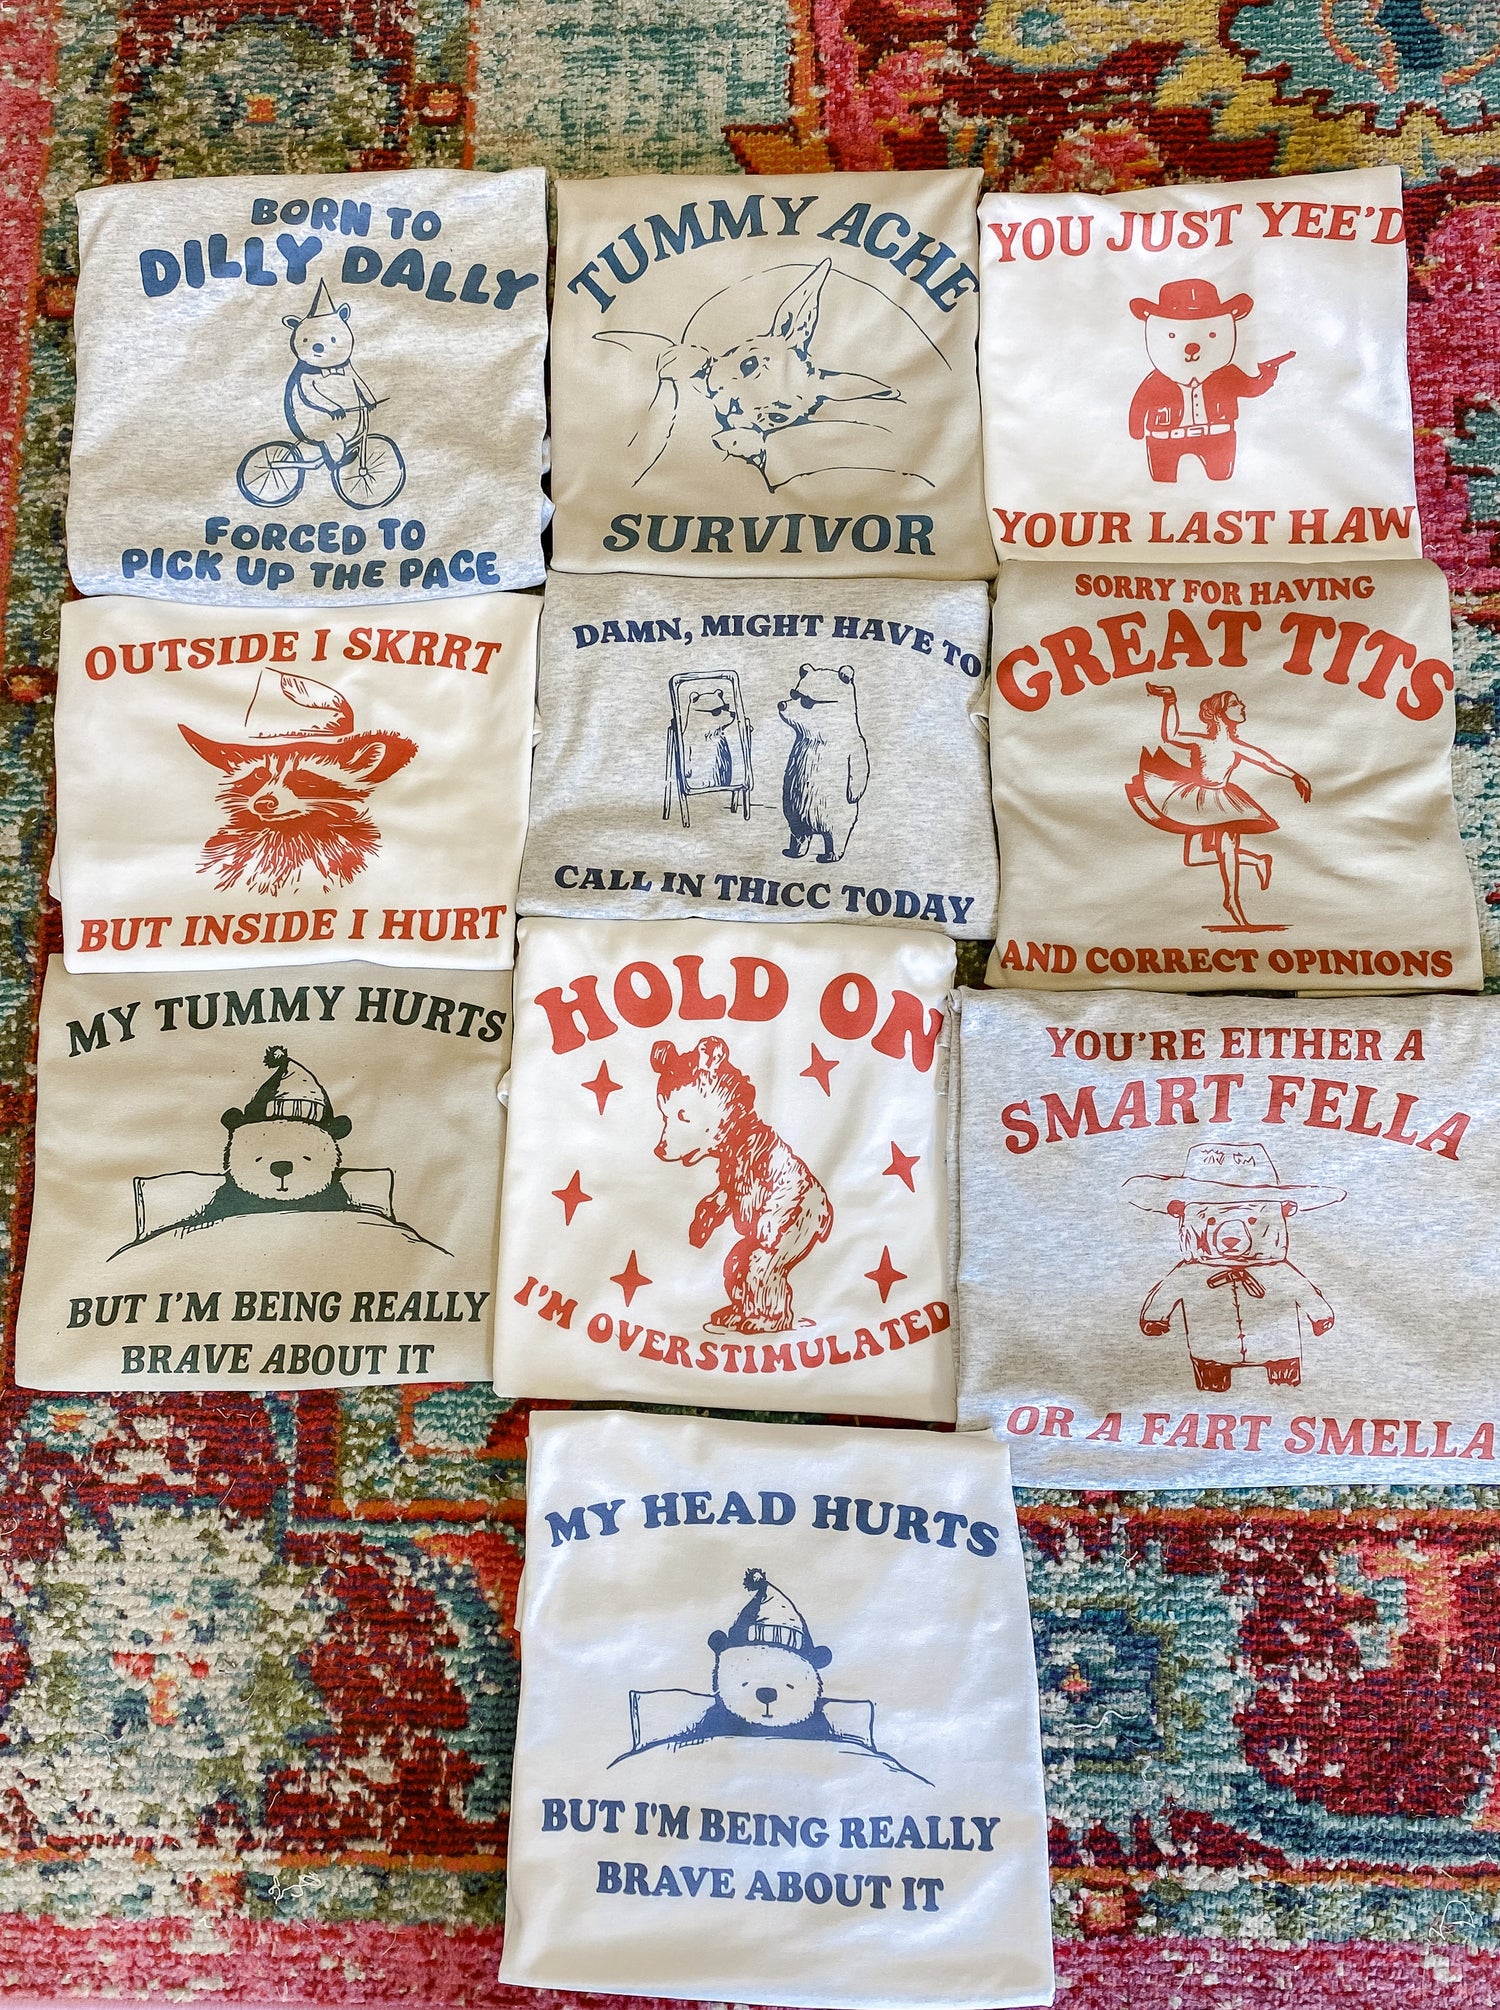 BORN TO
DILLY DALLY
FORCED TO
PICK UP THE PACE
TUMMY ACHE
SURVIVOR
YOU JUST YEE'D
YOUR LAST HAW
OUTSIDE I SKRRT
BUT INSIDE I HURT
DAMN, MIGHT HAVE TO
CALL IN THICC TODAY
SORRY FOR HAVING
GREAT TITS
AND CORRECT OPINIONS
MY TUMMY HURTS
BUT I'M BEING REALLY
BRAVE ABOUT IT
HOLD ON
I'M OVERSTIMULATED
YOU'RE EITHER A
SMART FELLA
OR A FART SMELLA
MY HEAD HURTS
BUT I'M BEING REALLY
BRAVE ABOUT IT